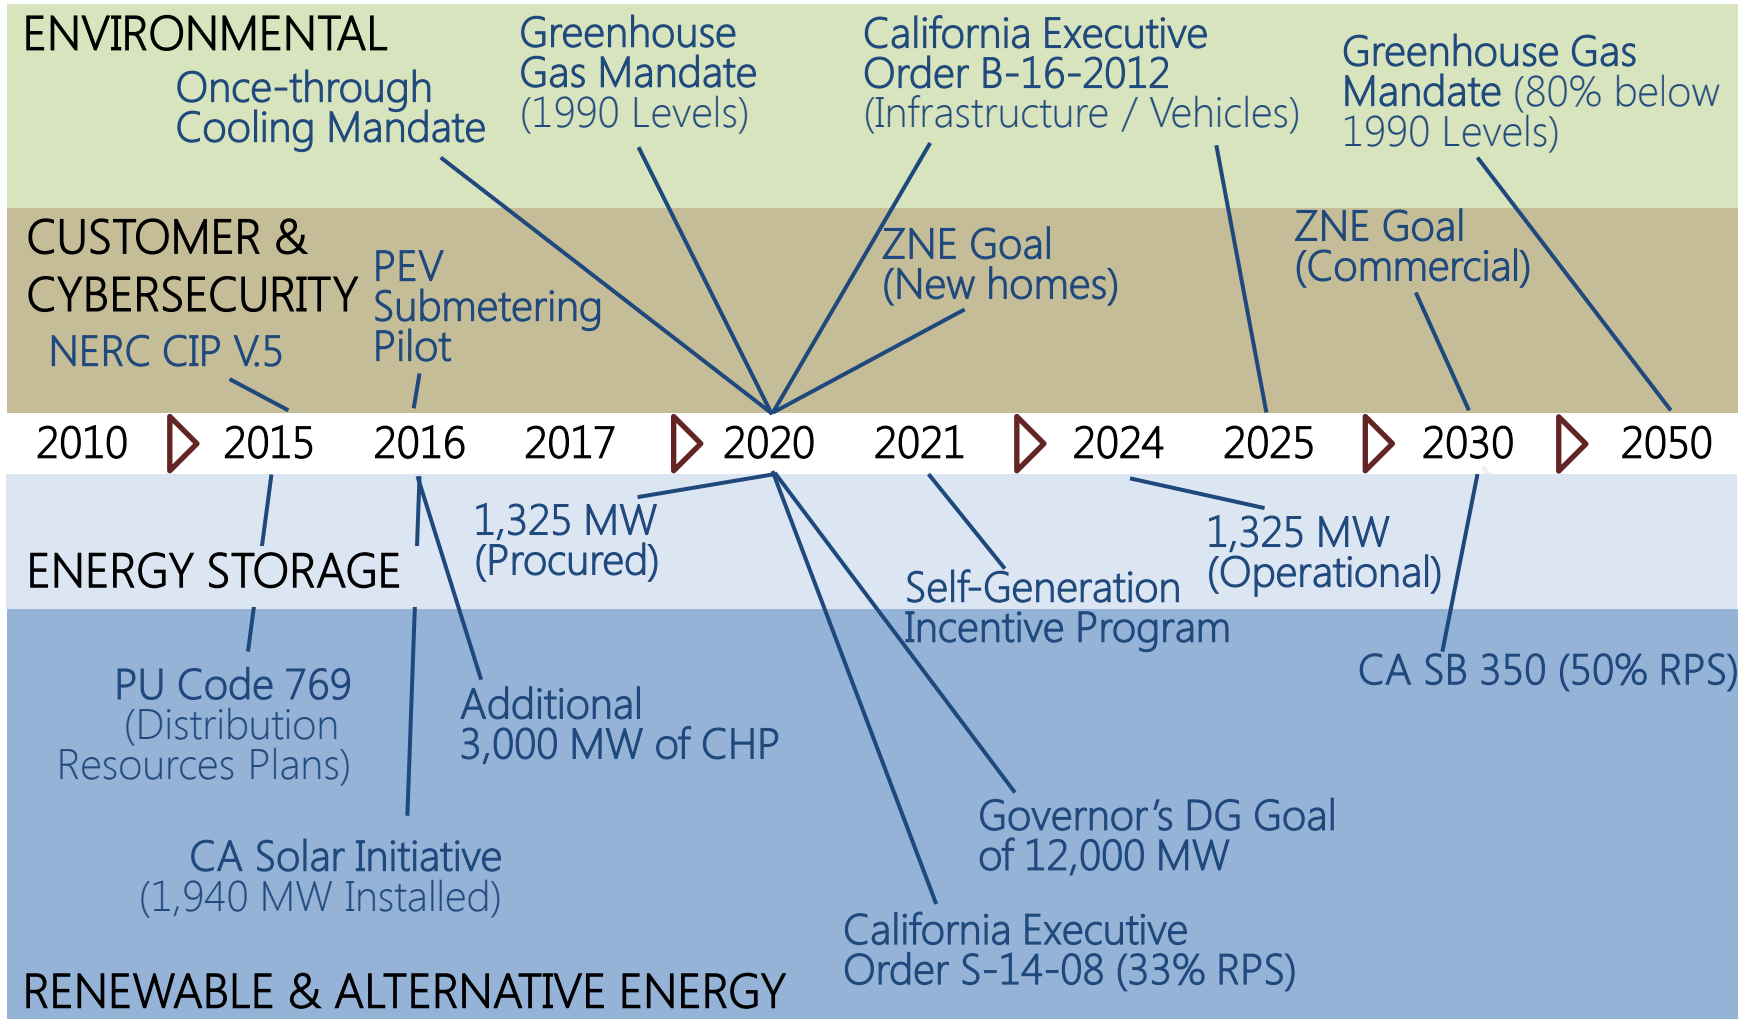 ENVIRONMENTAL
Once-through
Cooling Mandate
Greenhouse
Gas Mandate
(1990 Levels)
California Executive
Order B-16-2012
(Infrastructure / Vehicles)
Greenhouse Gas
Mandate (80% below
1990 Levels)
CUSTOMER &
CYBERSECURITY
NERC CIP V.5
PEV
Submetering
Pilot
ZNE Goal
(New homes)
ZNE Goal
(Commercial)
2010 2015 2016 2017 2020 2021 2024 2025 2030 2050
ENERGY STORAGE
1,325 MW
(Procured)
Self-Generation
Incentive Program
1,325 MW
(Operational)
PU Code 769
(Distribution
Resources Plans)
Additional
3,000 MW of CHP
CA SB 350 (50% RPS)
CA Solar Initiative
(1,940 MW Installed)
Governor’s DG Goal
of 12,000 MW
California Executive
Order S-14-08 (33% RPS)
RENEWABLE & ALTERNATIVE ENERGY